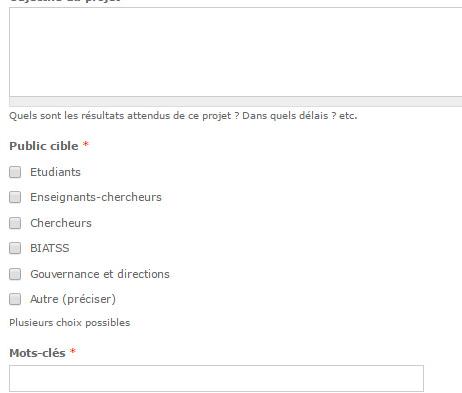 Quels sont les résultats attendus de ce projet ? Dans quels délais ? etc.
Public cible *
Etudiants
Enseignants-chercheurs
Chercheurs
BIATSS
Gouvernance et directions
Autre (préciser)
Plusieurs choix possibles
Mots-clés *